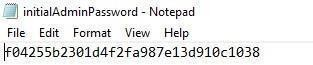 initialAdminPassword - Notepad
File Edit Format View Help
f04255b2301d4f2fa987e13d910c1038